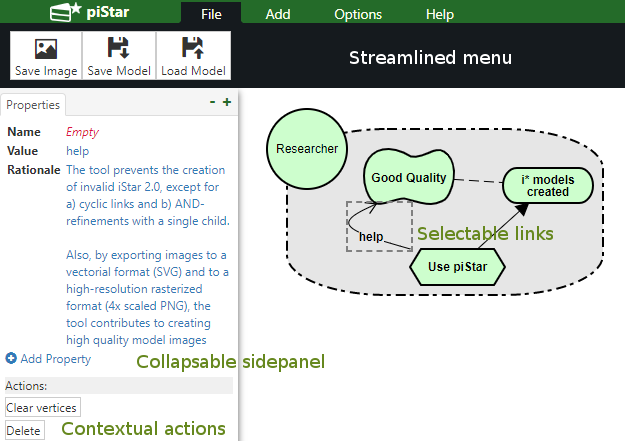 piStar File Add Options Help
Save Image Save Model Load Model
Streamlined menu
Properties - +
Name Empty
Value help
Rationale The tool prevents the creation
of invalid iStar 2.0, except for
a) cyclic links and b) AND-
refinements with a single child.
Also, by exporting images to a
vectorial format (SVG) and to a
high-resolution rasterized
format (4x scaled PNG), the
tool contributes to creating
high quality model images
Add Property
Collapsable sidepanel
Actions:
Clear vertices
Delete
Contextual actions
Researcher
Good Quality
i* models
created
help
Selectable links
Use piStar